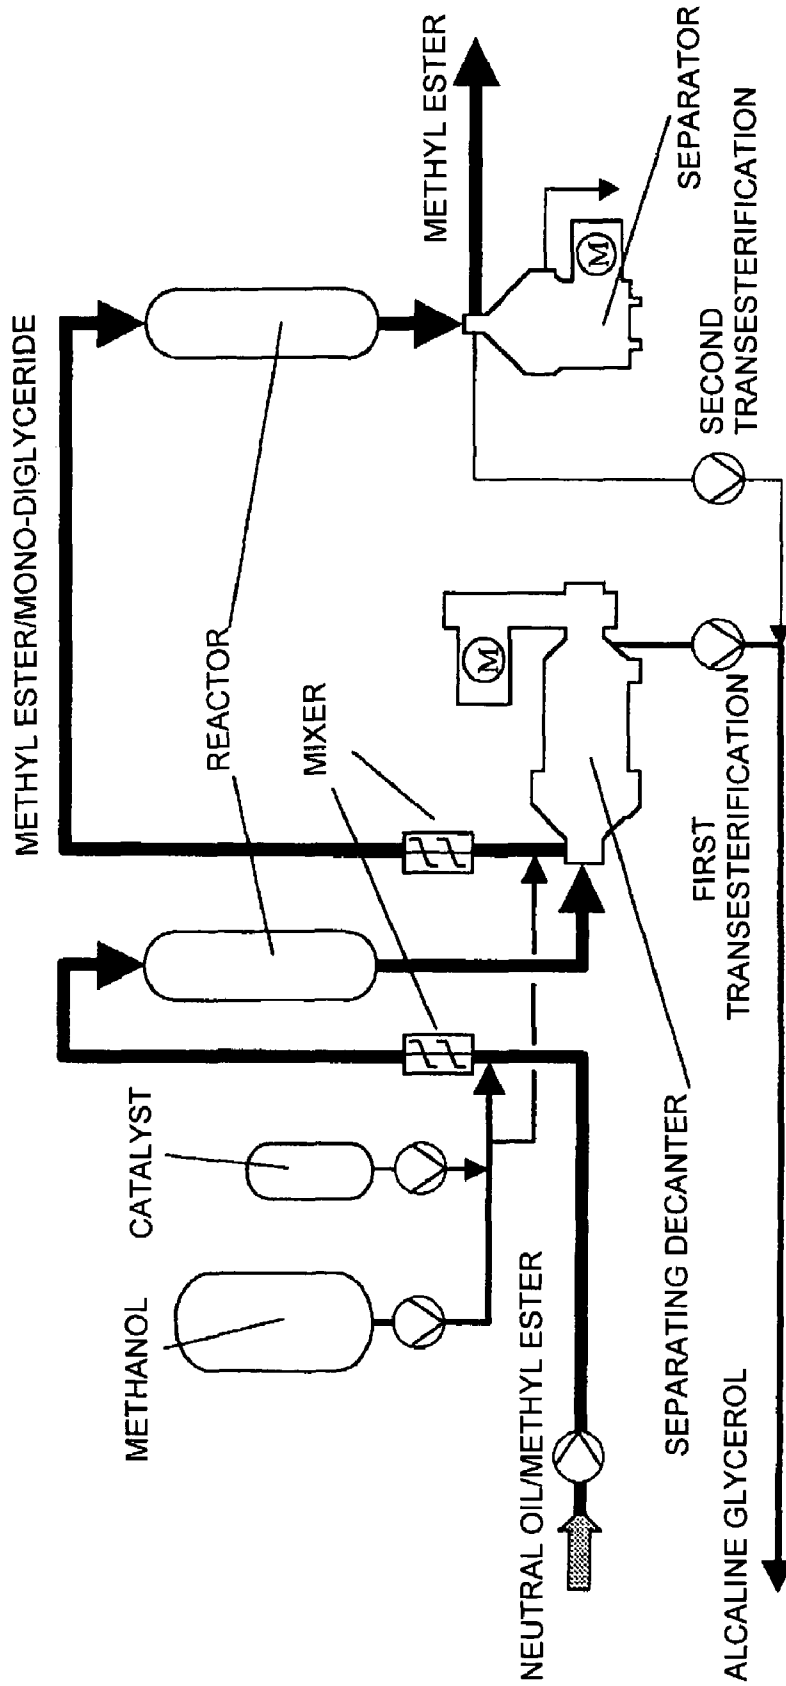 METHYL ESTER/MONO-DIGLYCERIDE
METHYL ESTER
REACTOR
MIXER
CATALYST
METHANOL
M
M
SEPARATOR
NEUTRAL OIL/METHYL ESTER
SEPARATING DECANTER
FIRST
TRANSESTERIFICATION
SECOND
TRANSESTERIFICATION
ALCALINE GLYCEROL